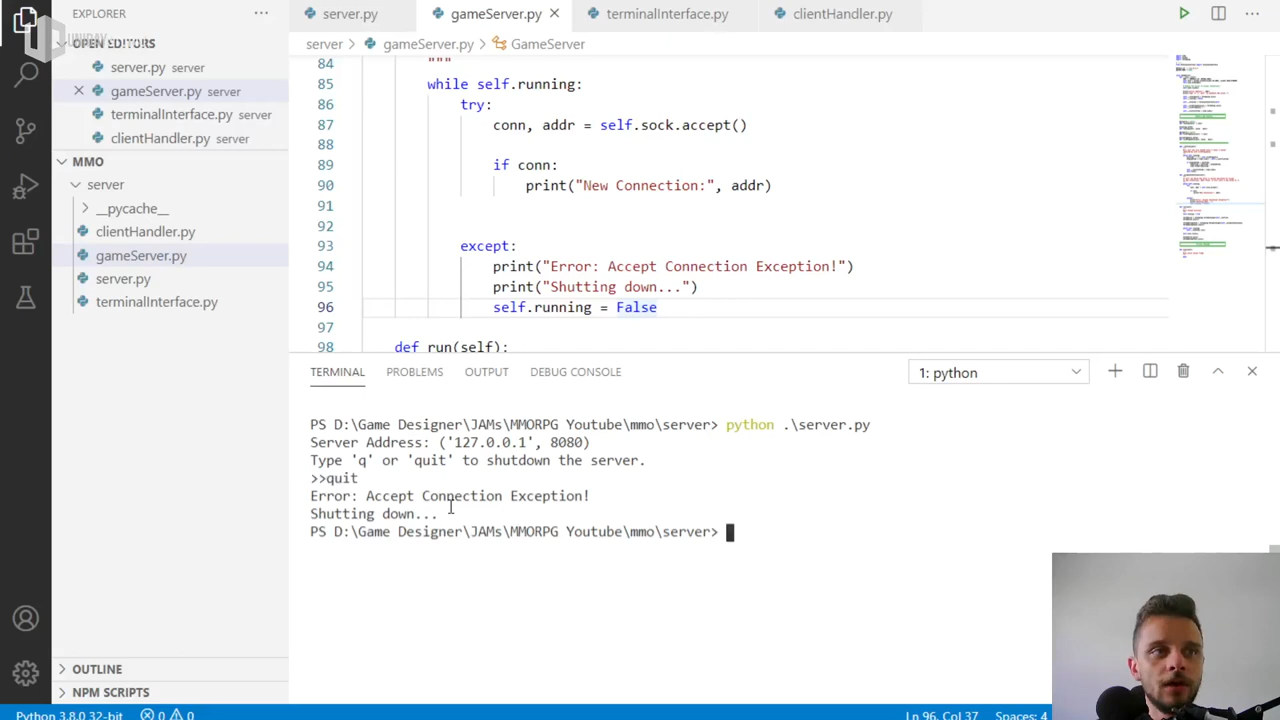 EXPLORER
OPEN EDITORS
server.py server
gameServer.py server
terminalInterface.py server
clientHandler.py server
MMO
server
__pycache__
clientHandler.py
gameServer.py
server.py
terminalInterface.py
OUTLINE
NPM SCRIPTS
server.py
gameServer.py
terminalInterface.py
clientHandler.py
server > gameServer.py > GameServer
84 """
85 while self.running:
86 try:
87 conn, addr = self.sock.accept()
88
89 if conn:
90 print("New Connection:", addr)
91
92
93 except:
94 print("Error: Accept Connection Exception!")
95 print("Shutting down...")
96 self.running = False
97
98 def run(self):
TERMINAL PROBLEMS OUTPUT DEBUG CONSOLE 1: python
PS D:\Game Designer\JAMs\MMORPG Youtube\mmo\server> python .\server.py
Server Address: ('127.0.0.1', 8080)
Type 'q' or 'quit' to shutdown the server.
>>quit
Error: Accept Connection Exception!
Shutting down...
PS D:\Game Designer\JAMs\MMORPG Youtube\mmo\server>
Python 3.8.0 32-bit 0 0 Ln 96, Col 37 Spaces: 4